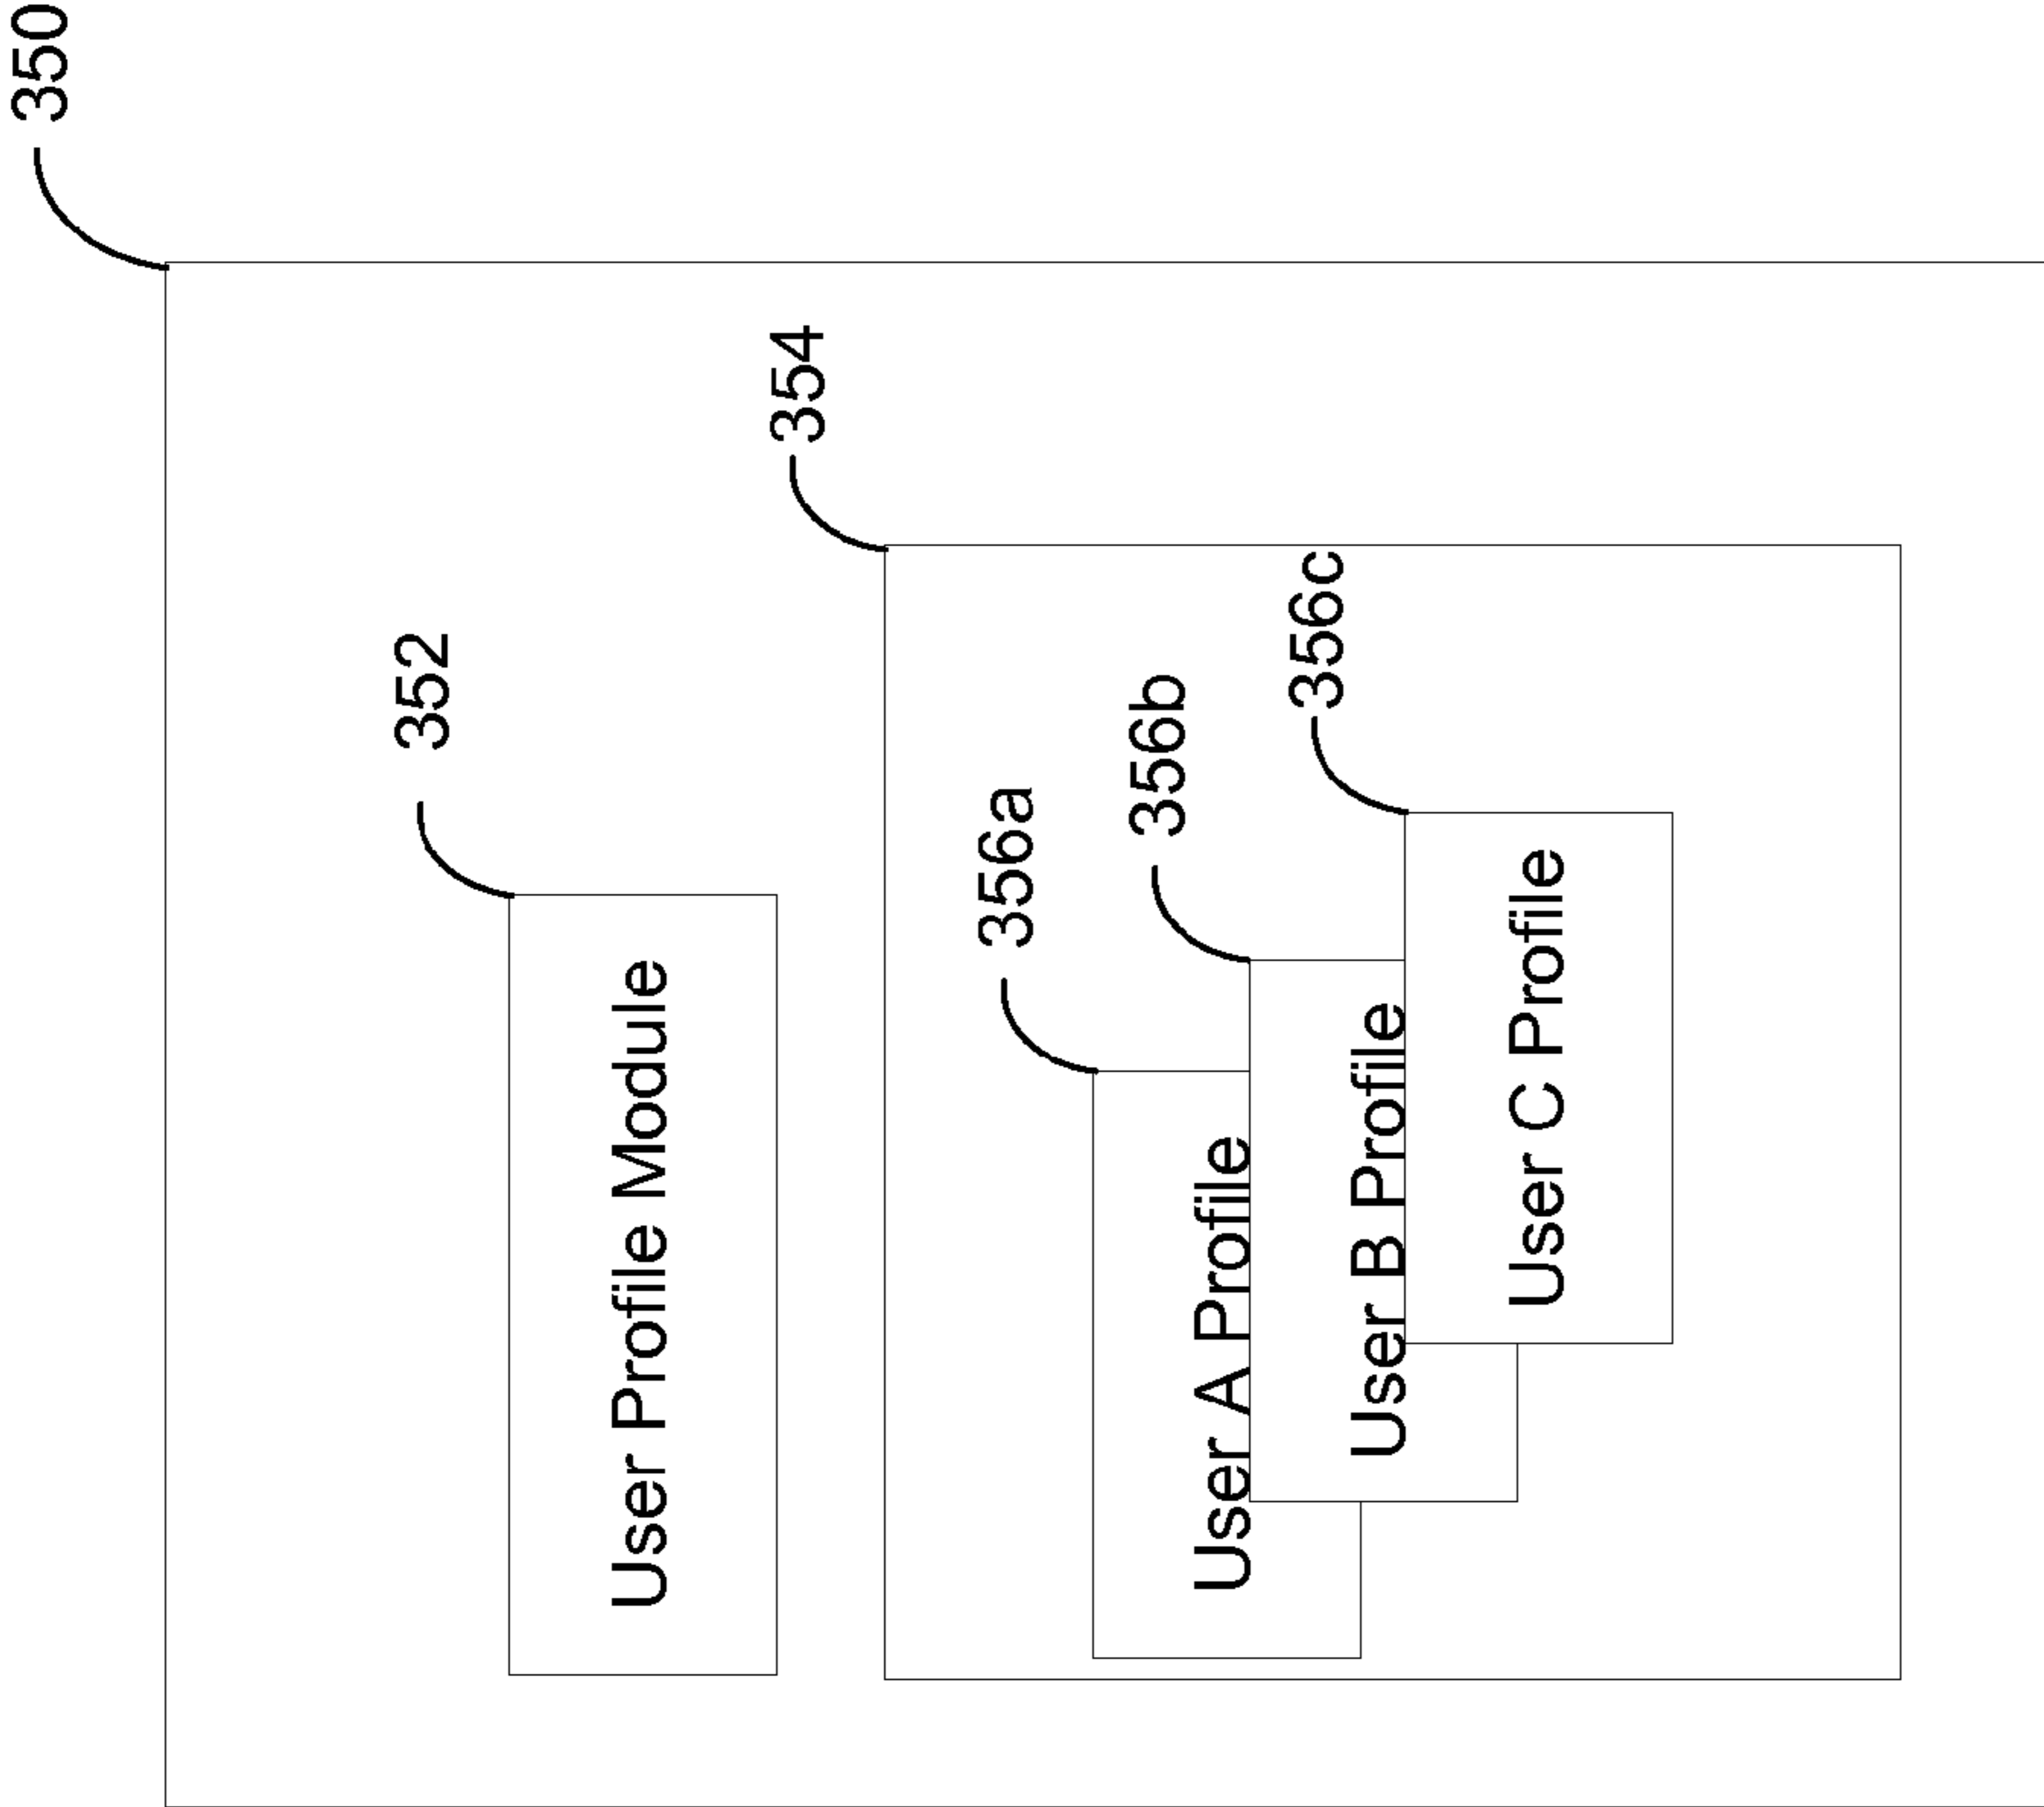 350
352
User Profile Module
354
356a
User A Profile
356b
User B Profile
356c
User C Profile